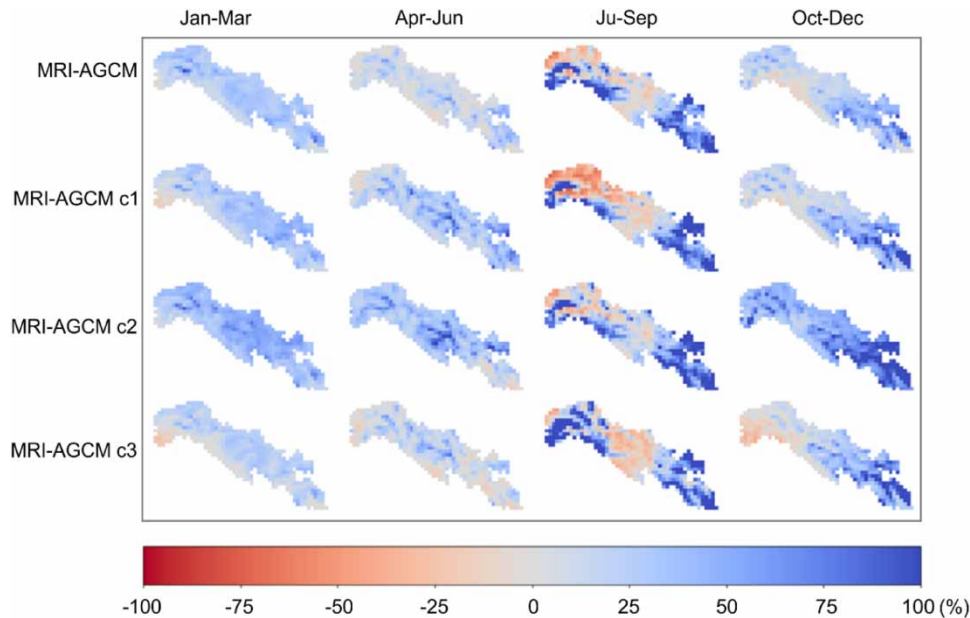 Jan-Mar Apr-Jun Ju-Sep Oct-Dec
MRI-AGCM
MRI-AGCM c1
MRI-AGCM c2
MRI-AGCM c3
-100 -75 -50 -25 0 25 50 75 100 (%)